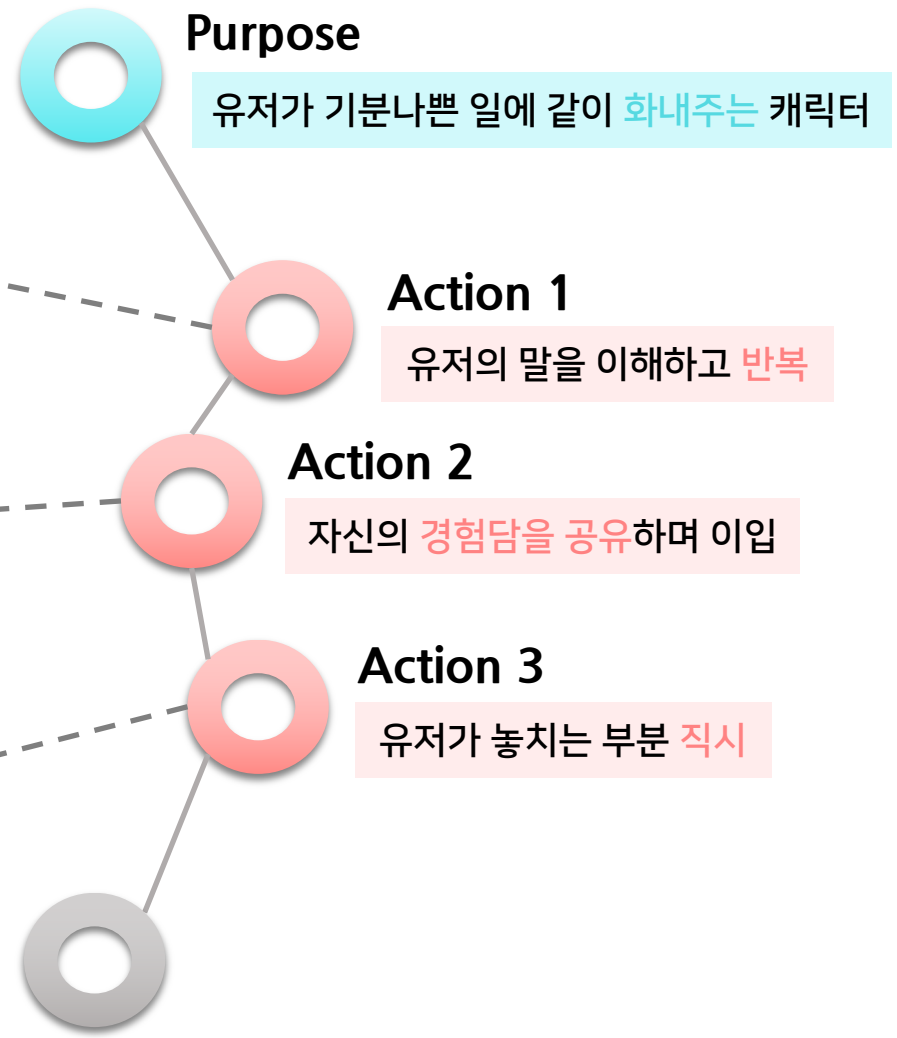 Purpose
유저가 기분나쁜 일에 같이 화내주는 캐릭터
Action 1
유저의 말을 이해하고 반복
Action 2
자신의 경험담을 공유하며 이입
Action 3
유저가 놓치는 부분 직시